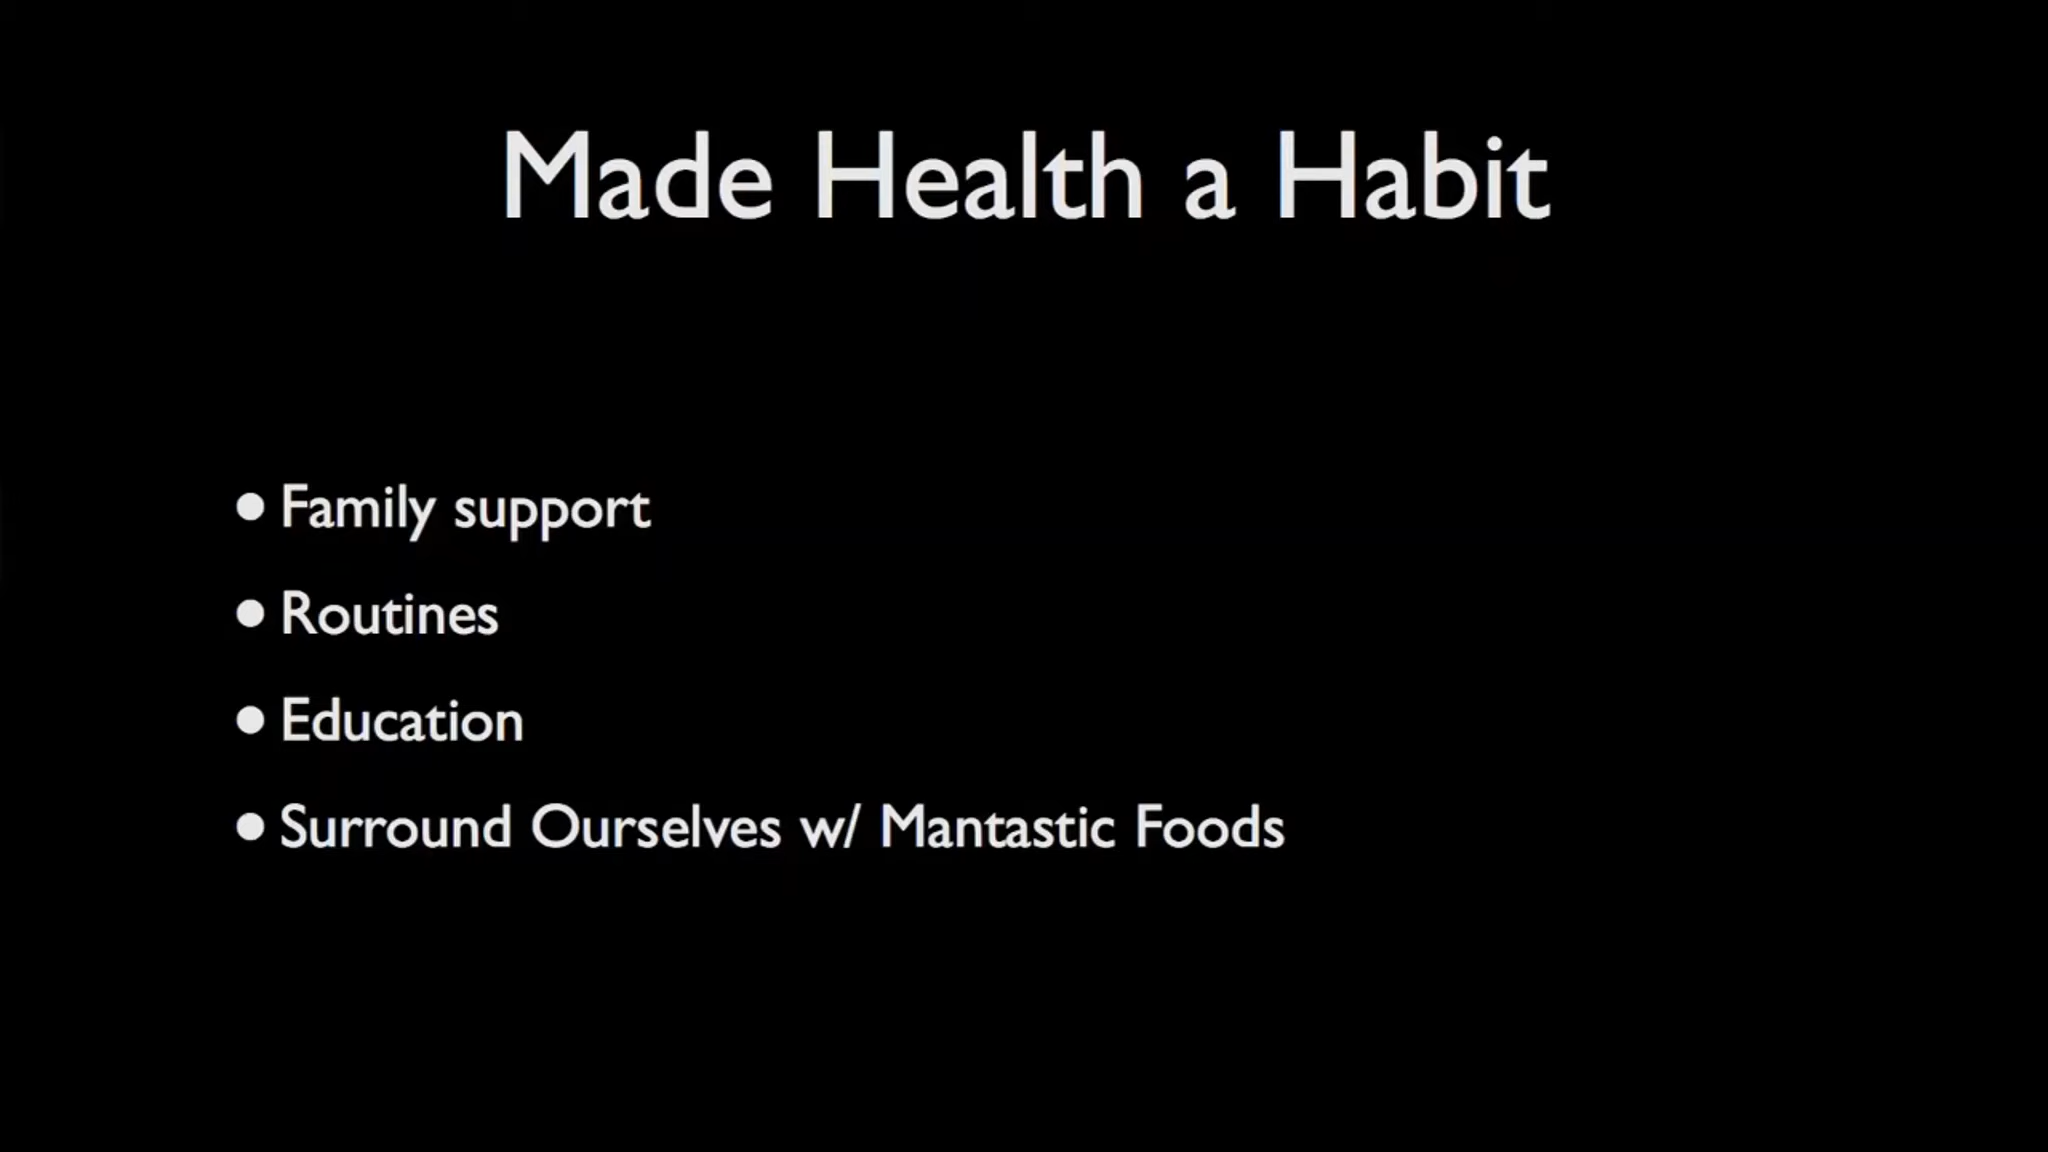 Made Health a Habit
• Family support
• Routines
• Education
• Surround Ourselves w/ Mantastic Foods